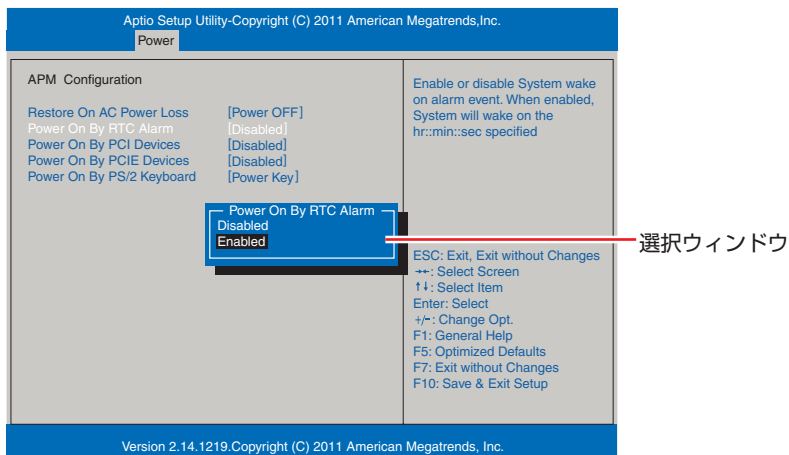 Aptio Setup Utility-Copyright (C) 2011 American Megatrends,Inc.
Power
APM Configuration
Restore On AC Power Loss [Power OFF]
Power On By RTC Alarm [Disabled]
Power On By PCI Devices [Disabled]
Power On By PCIE Devices [Disabled]
Power On By PS/2 Keyboard [Power Key]
Power On By RTC Alarm
Disabled
Enabled
Enable or disable System wake
on alarm event. When enabled,
System will wake on the
hr::min::sec specified
選択ウィンドウ
ESC: Exit, Exit without Changes
→←: Select Screen
↑↓: Select Item
Enter: Select
+/-: Change Opt.
F1: General Help
F5: Optimized Defaults
F7: Exit without Changes
F10: Save & Exit Setup
Version 2.14.1219.Copyright (C) 2011 American Megatrends, Inc.